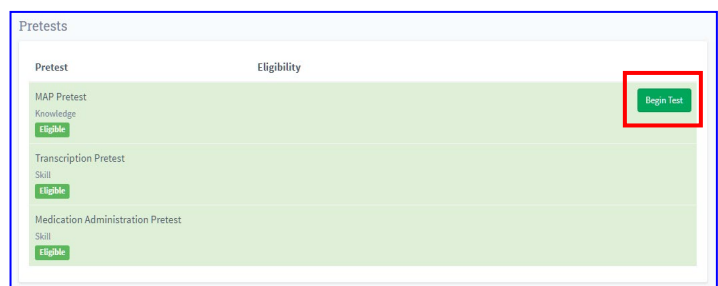 Pretests
Pretest Eligibility
MAP Pretest
Begin Test
Knowledge
Eligible
Transcription Pretest
Skill
Eligible
Medication Administration Pretest
Skill
Eligible